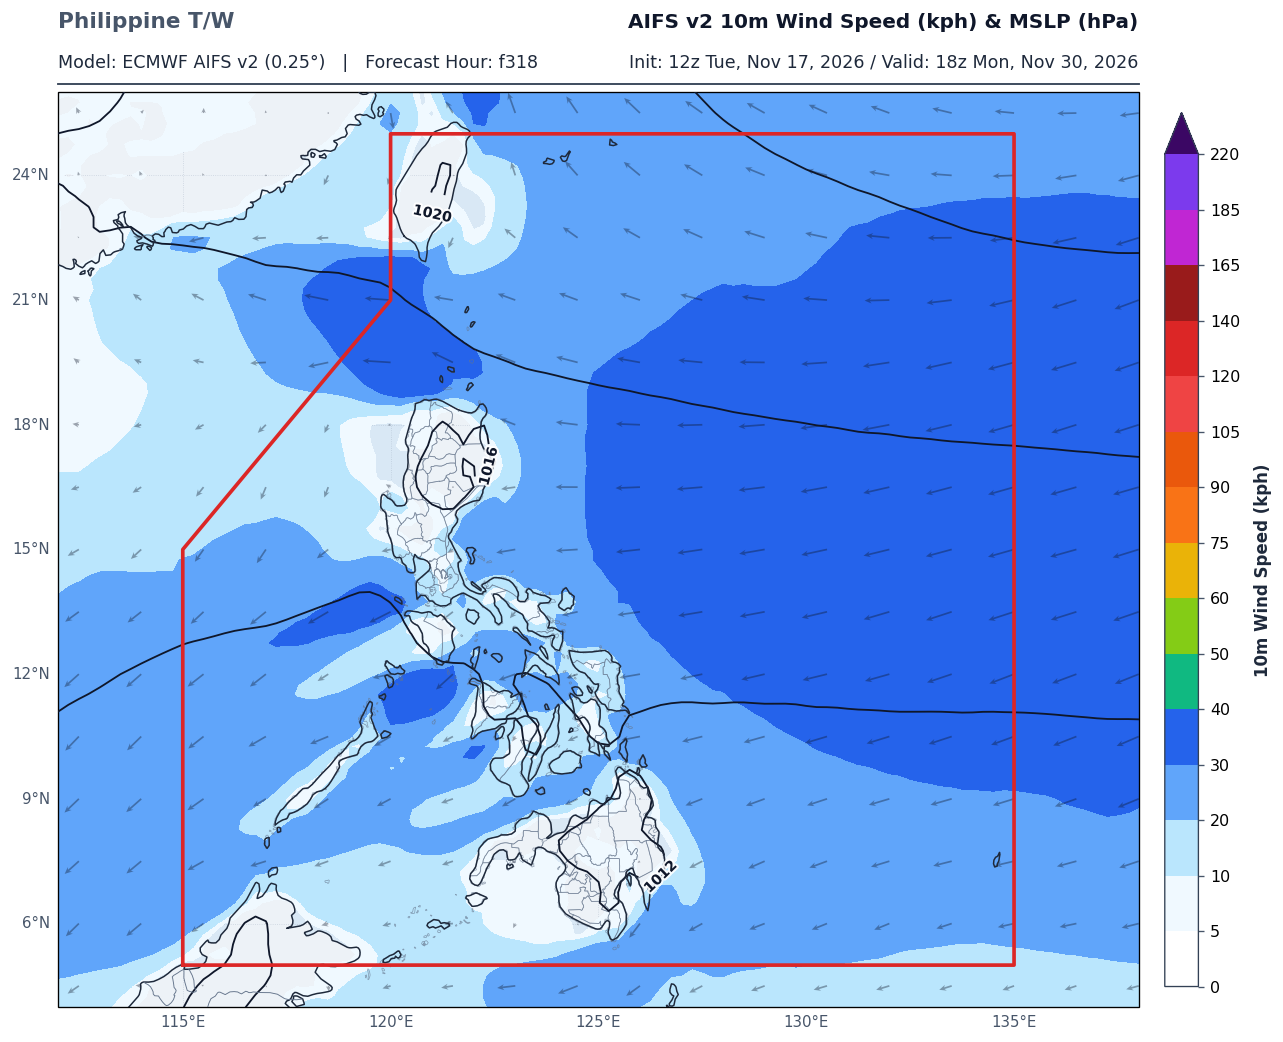 Philippine T/W
AIFS v2 10m Wind Speed (kph) & MSLP (hPa)
Model: ECMWF AIFS v2 (0.25°) | Forecast Hour: f318
Init: 12z Tue, Nov 17, 2026 / Valid: 18z Mon, Nov 30, 2026
24°N
21°N
18°N
15°N
12°N
9°N
6°N
115°E
120°E
125°E
130°E
135°E
1020
1016
1012
220
185
165
140
120
105
90
75
60
50
40
30
20
10
5
0
10m Wind Speed (kph)